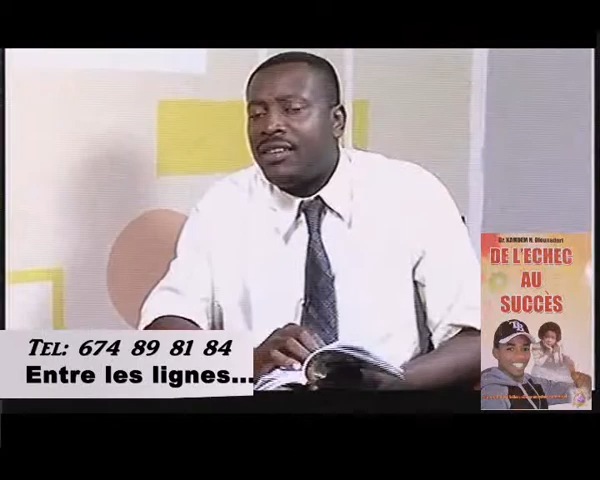 DE L'ECHEC
AU
SUCCÈS
TEL: 674 89 81 84
Entre les lignes...